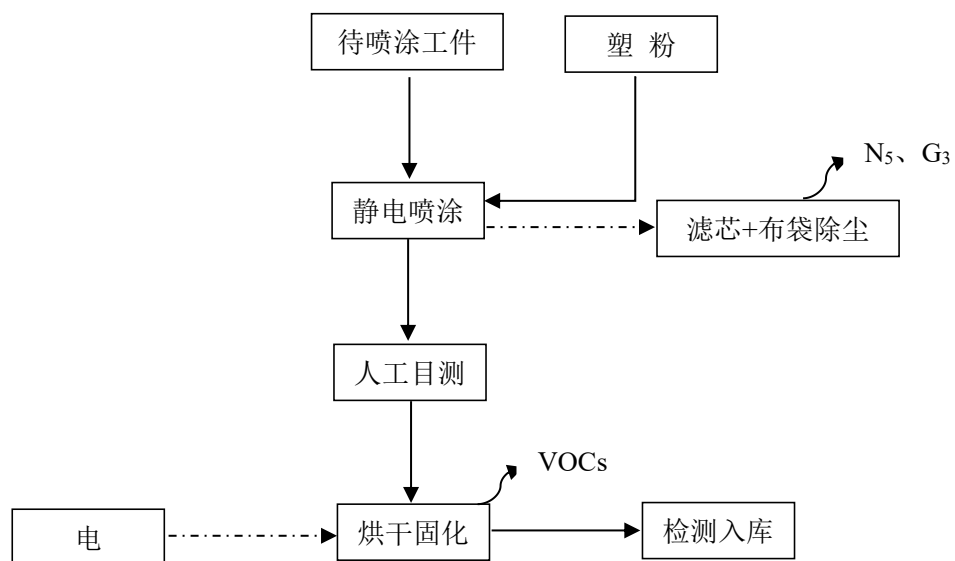 待喷涂工件
塑 粉
N₅、G₃
静电喷涂
滤芯+布袋除尘
人工目测
VOCs
电
烘干固化
检测入库